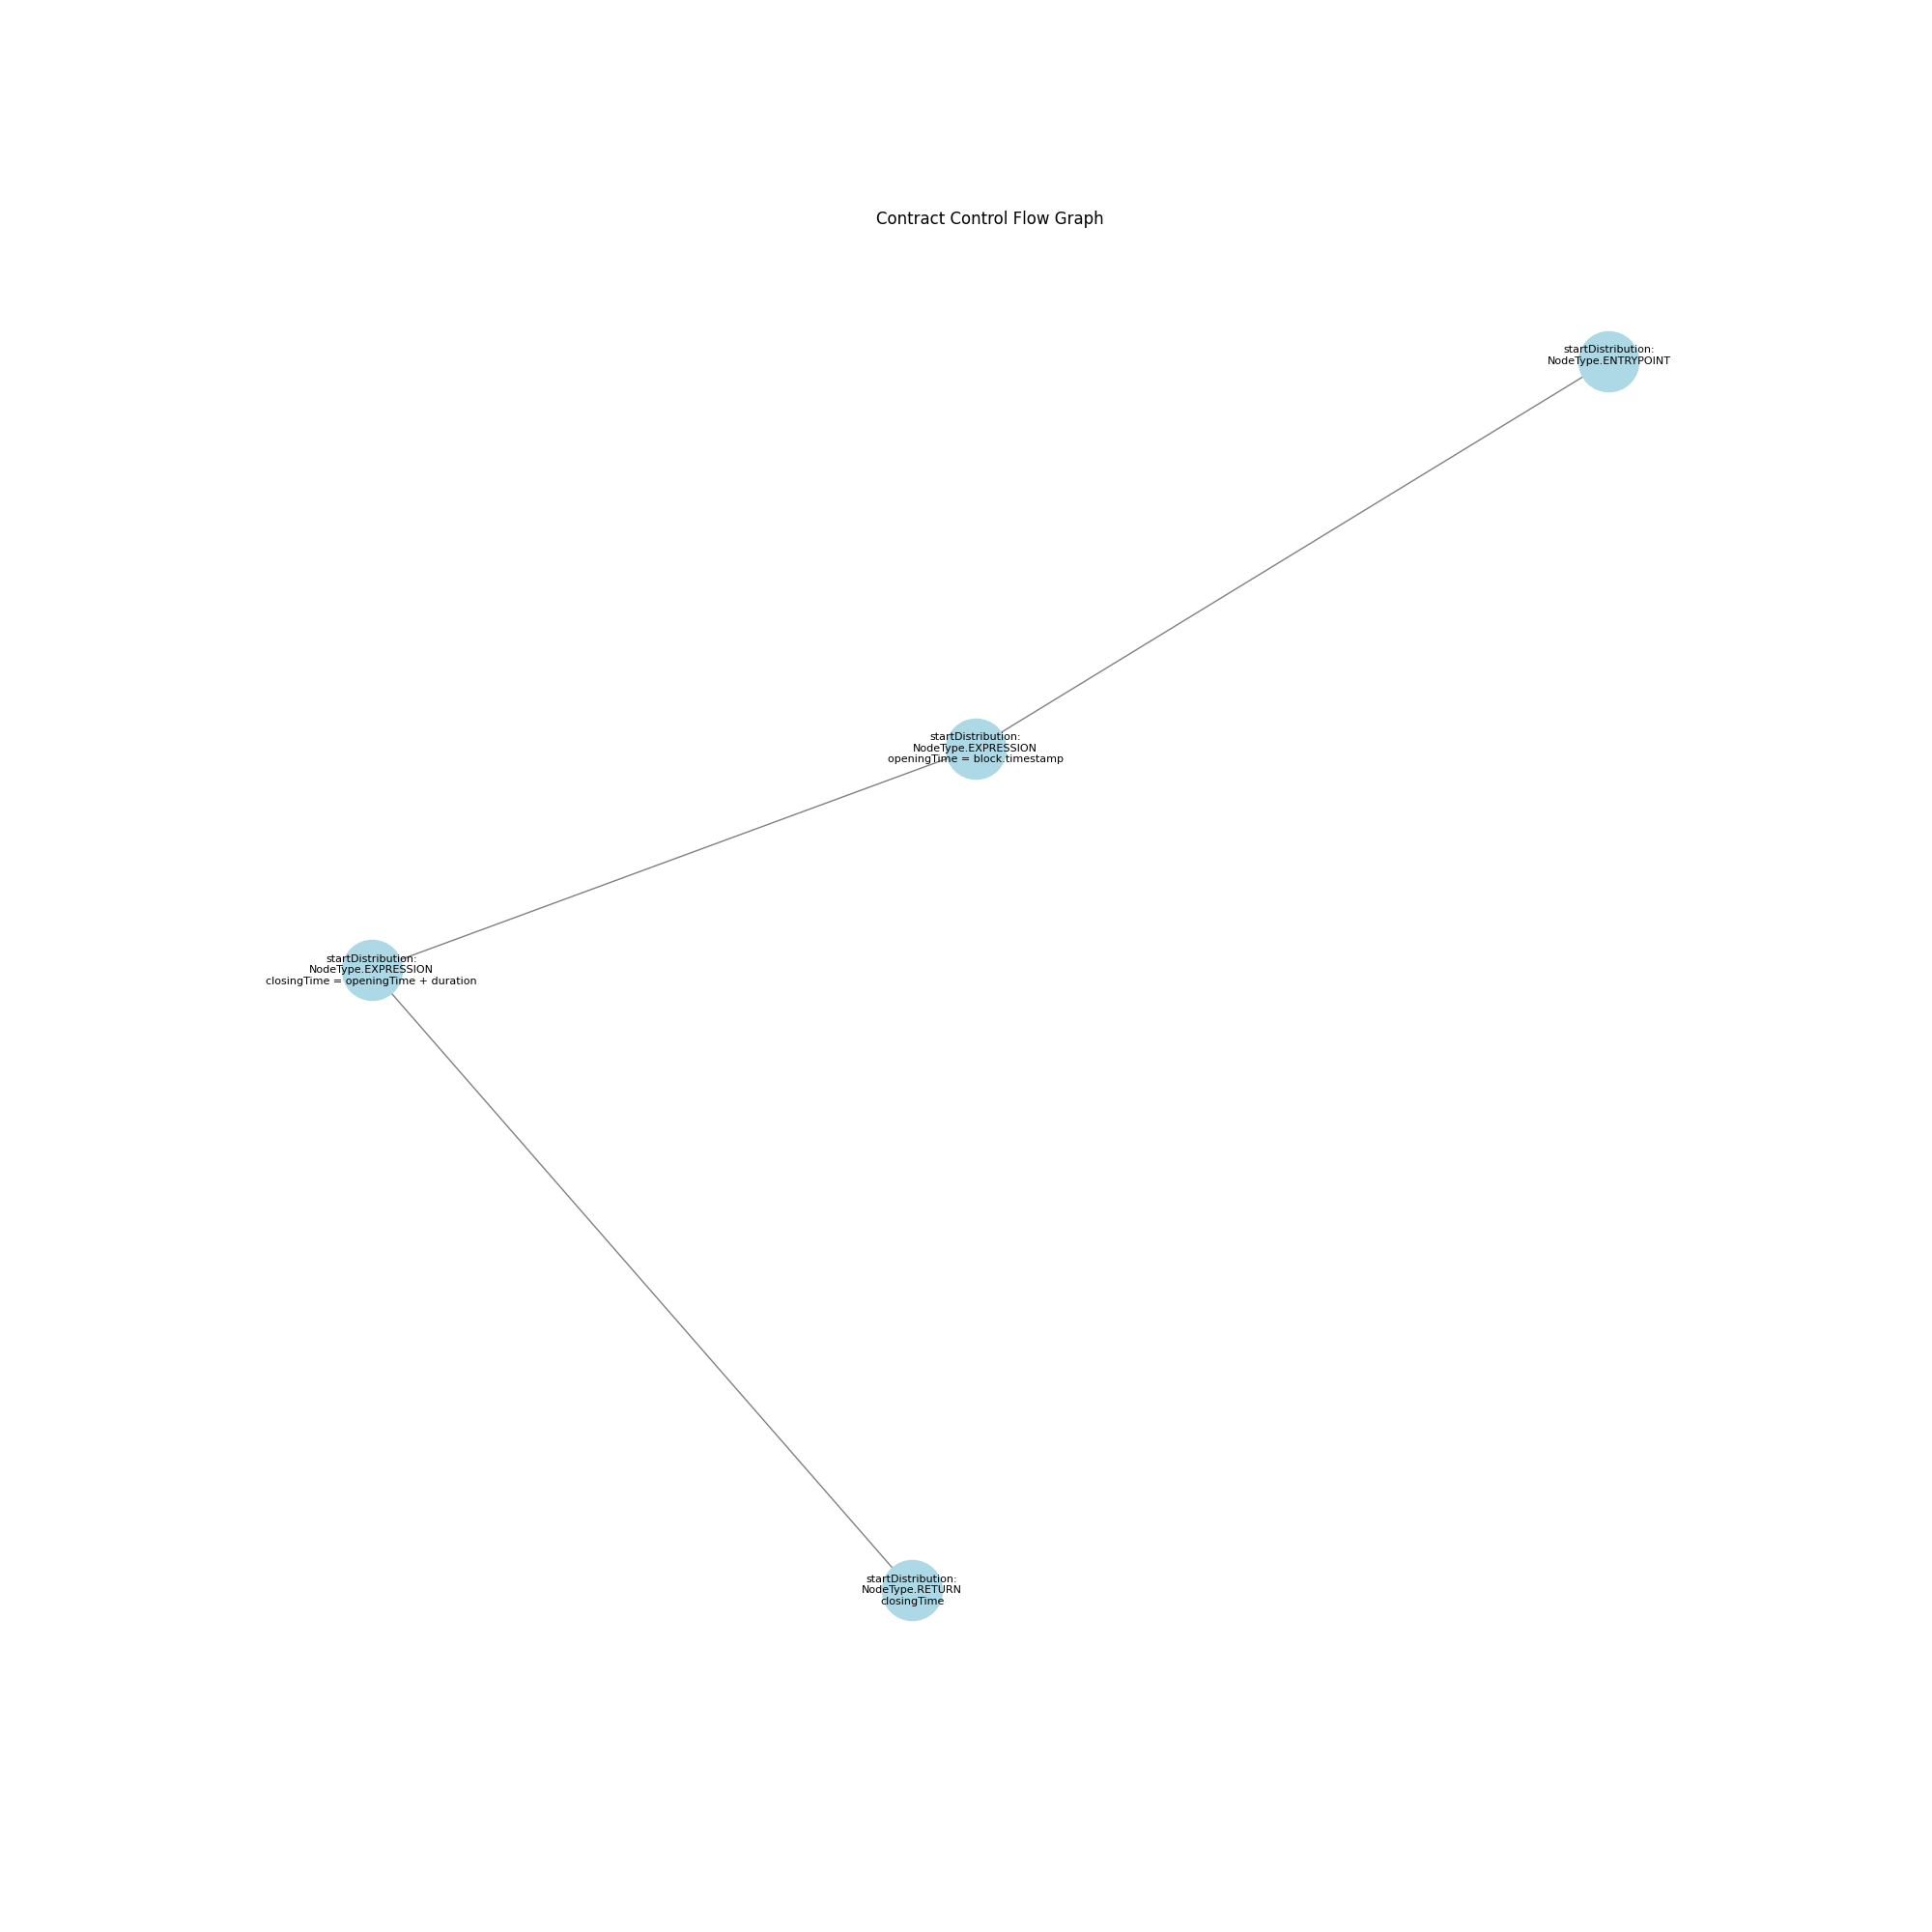 Contract Control Flow Graph
startDistribution:
NodeType.ENTRYPOINT
startDistribution:
NodeType.EXPRESSION
openingTime = block.timestamp
startDistribution:
NodeType.EXPRESSION
closingTime = openingTime + duration
startDistribution:
NodeType.RETURN
closingTime